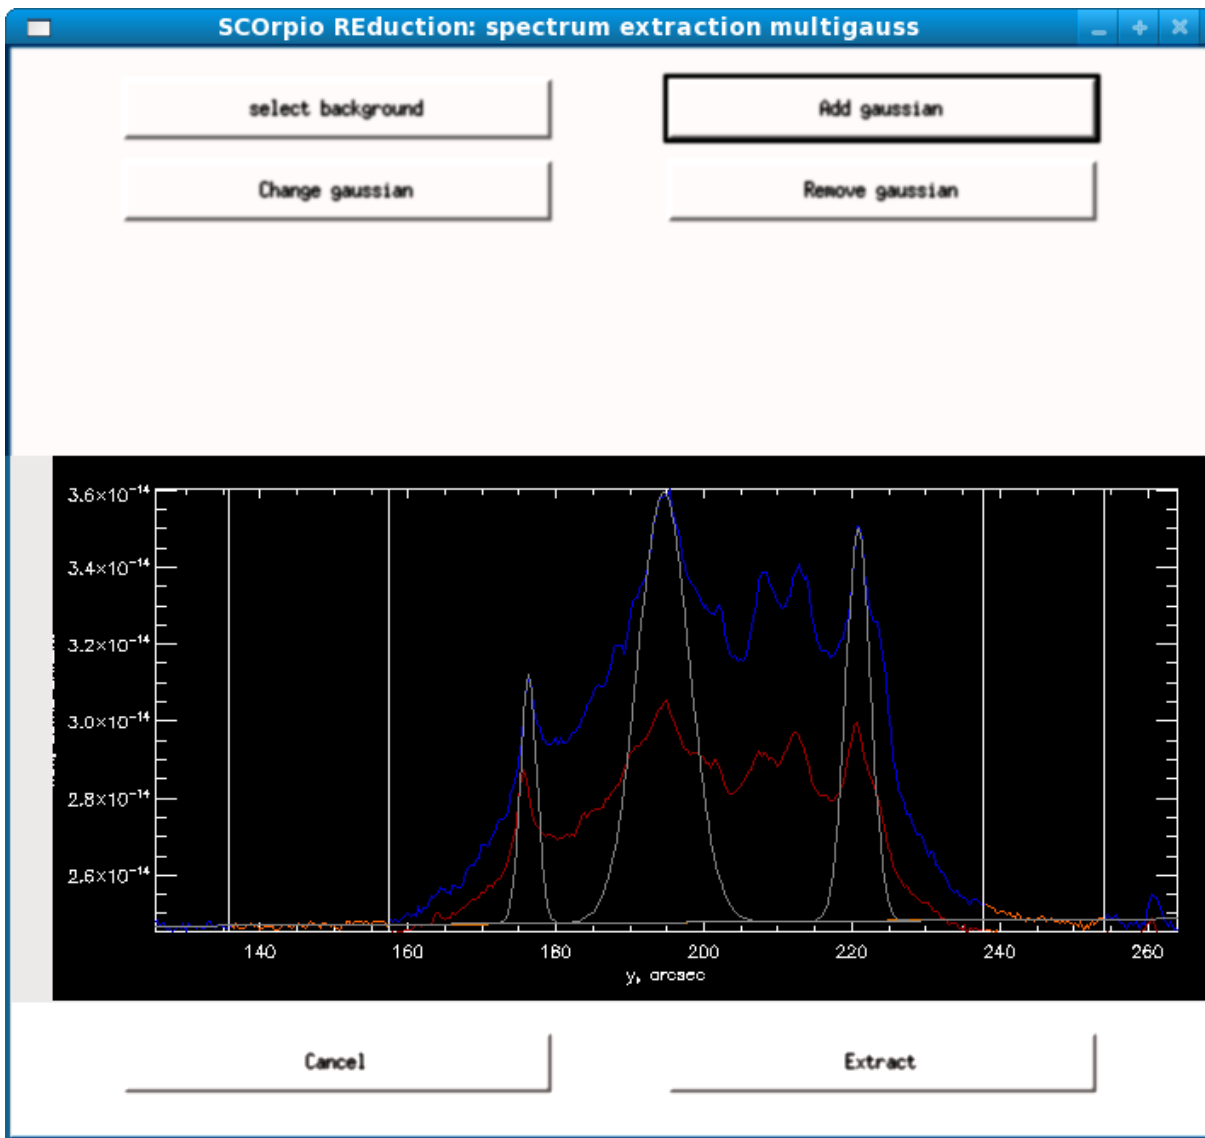 SCOrpio REduction: spectrum extraction multigauss
select background
Add gaussian
Change gaussian
Remove gaussian
3.6×10⁻¹⁴
3.4×10⁻¹⁴
3.2×10⁻¹⁴
3.0×10⁻¹⁴
2.8×10⁻¹⁴
2.6×10⁻¹⁴
140 160 180 200 220 240 260
y, arcsec
Cancel
Extract